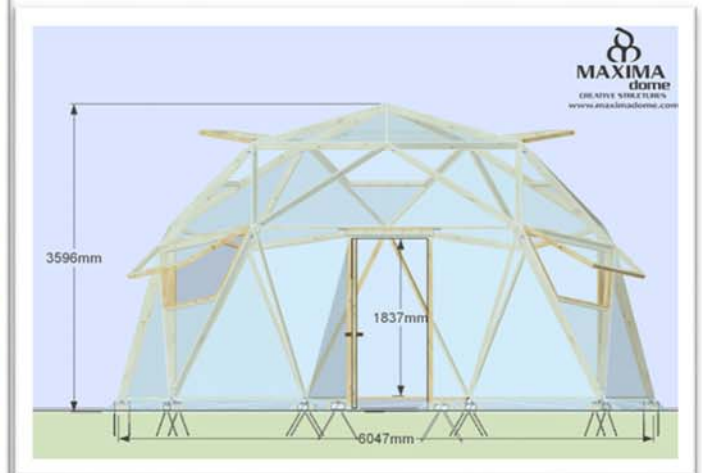 MAXIMA
dome
CREATIVE STRUCTURES
www.maximadome.com
3596mm
1837mm
6047mm